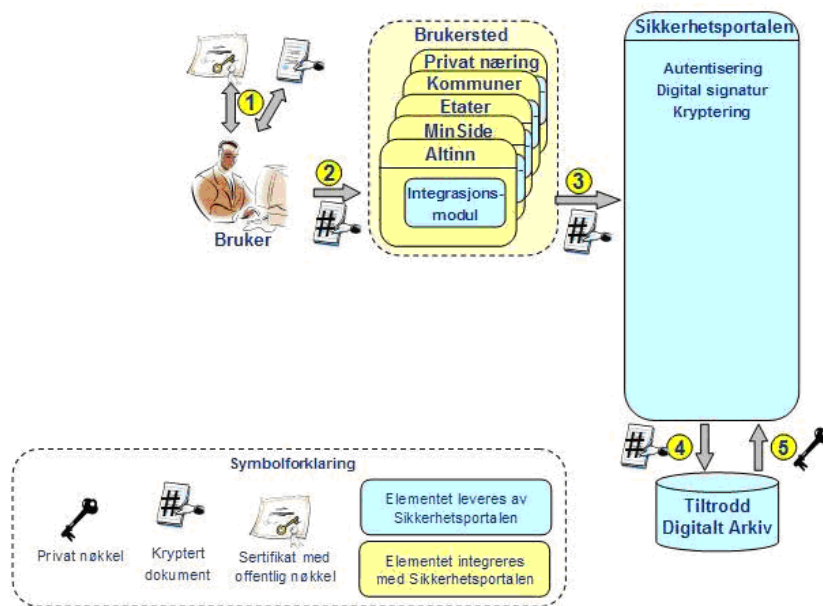 Brukersted
Sikkerhetsportalen
Autentisering
Digital signatur
Kryptering
Privat næring
Kommuner
Etater
MinSide
Altinn
Integrasjons-
modul
1
2
3
Bruker
#
#
Symbolforklaring
#
Privat nøkkel
Kryptert
dokument
Sertifikat med
offentlig nøkkel
Elementet leveres av
Sikkerhetsportalen
Elementet integreres
med Sikkerhetsportalen
#
4
5
Tiltrodd
Digitalt Arkiv